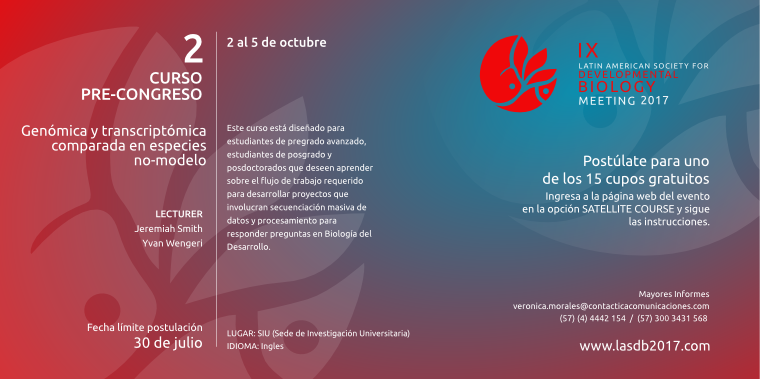 2
CURSO
PRE-CONGRESO
Genómica y transcriptómica
comparada en especies
no-modelo
LECTURER
Jeremiah Smith
Yvan Wengeri
Fecha límite postulación
30 de julio
2 al 5 de octubre
Este curso está diseñado para
estudiantes de pregrado avanzado,
estudiantes de posgrado y
posdoctorados que deseen aprender
sobre el flujo de trabajo requerido
para desarrollar proyectos que
involucran secuenciación masiva de
datos y procesamiento para
responder preguntas en Biología del
Desarrollo.
LUGAR: SIU (Sede de Investigación Universitaria)
IDIOMA: Ingles
IX
LATIN AMERICAN SOCIETY FOR
DEVELOPMENTAL
BIOLOGY
MEETING 2017
Postúlate para uno
de los 15 cupos gratuitos
Ingresa a la página web del evento
en la opción SATELLITE COURSE y sigue
las instrucciones.
Mayores Informes
veronica.morales@contacticacomunicaciones.com
(57) (4) 4442 154 / (57) 300 3431 568
www.lasdb2017.com